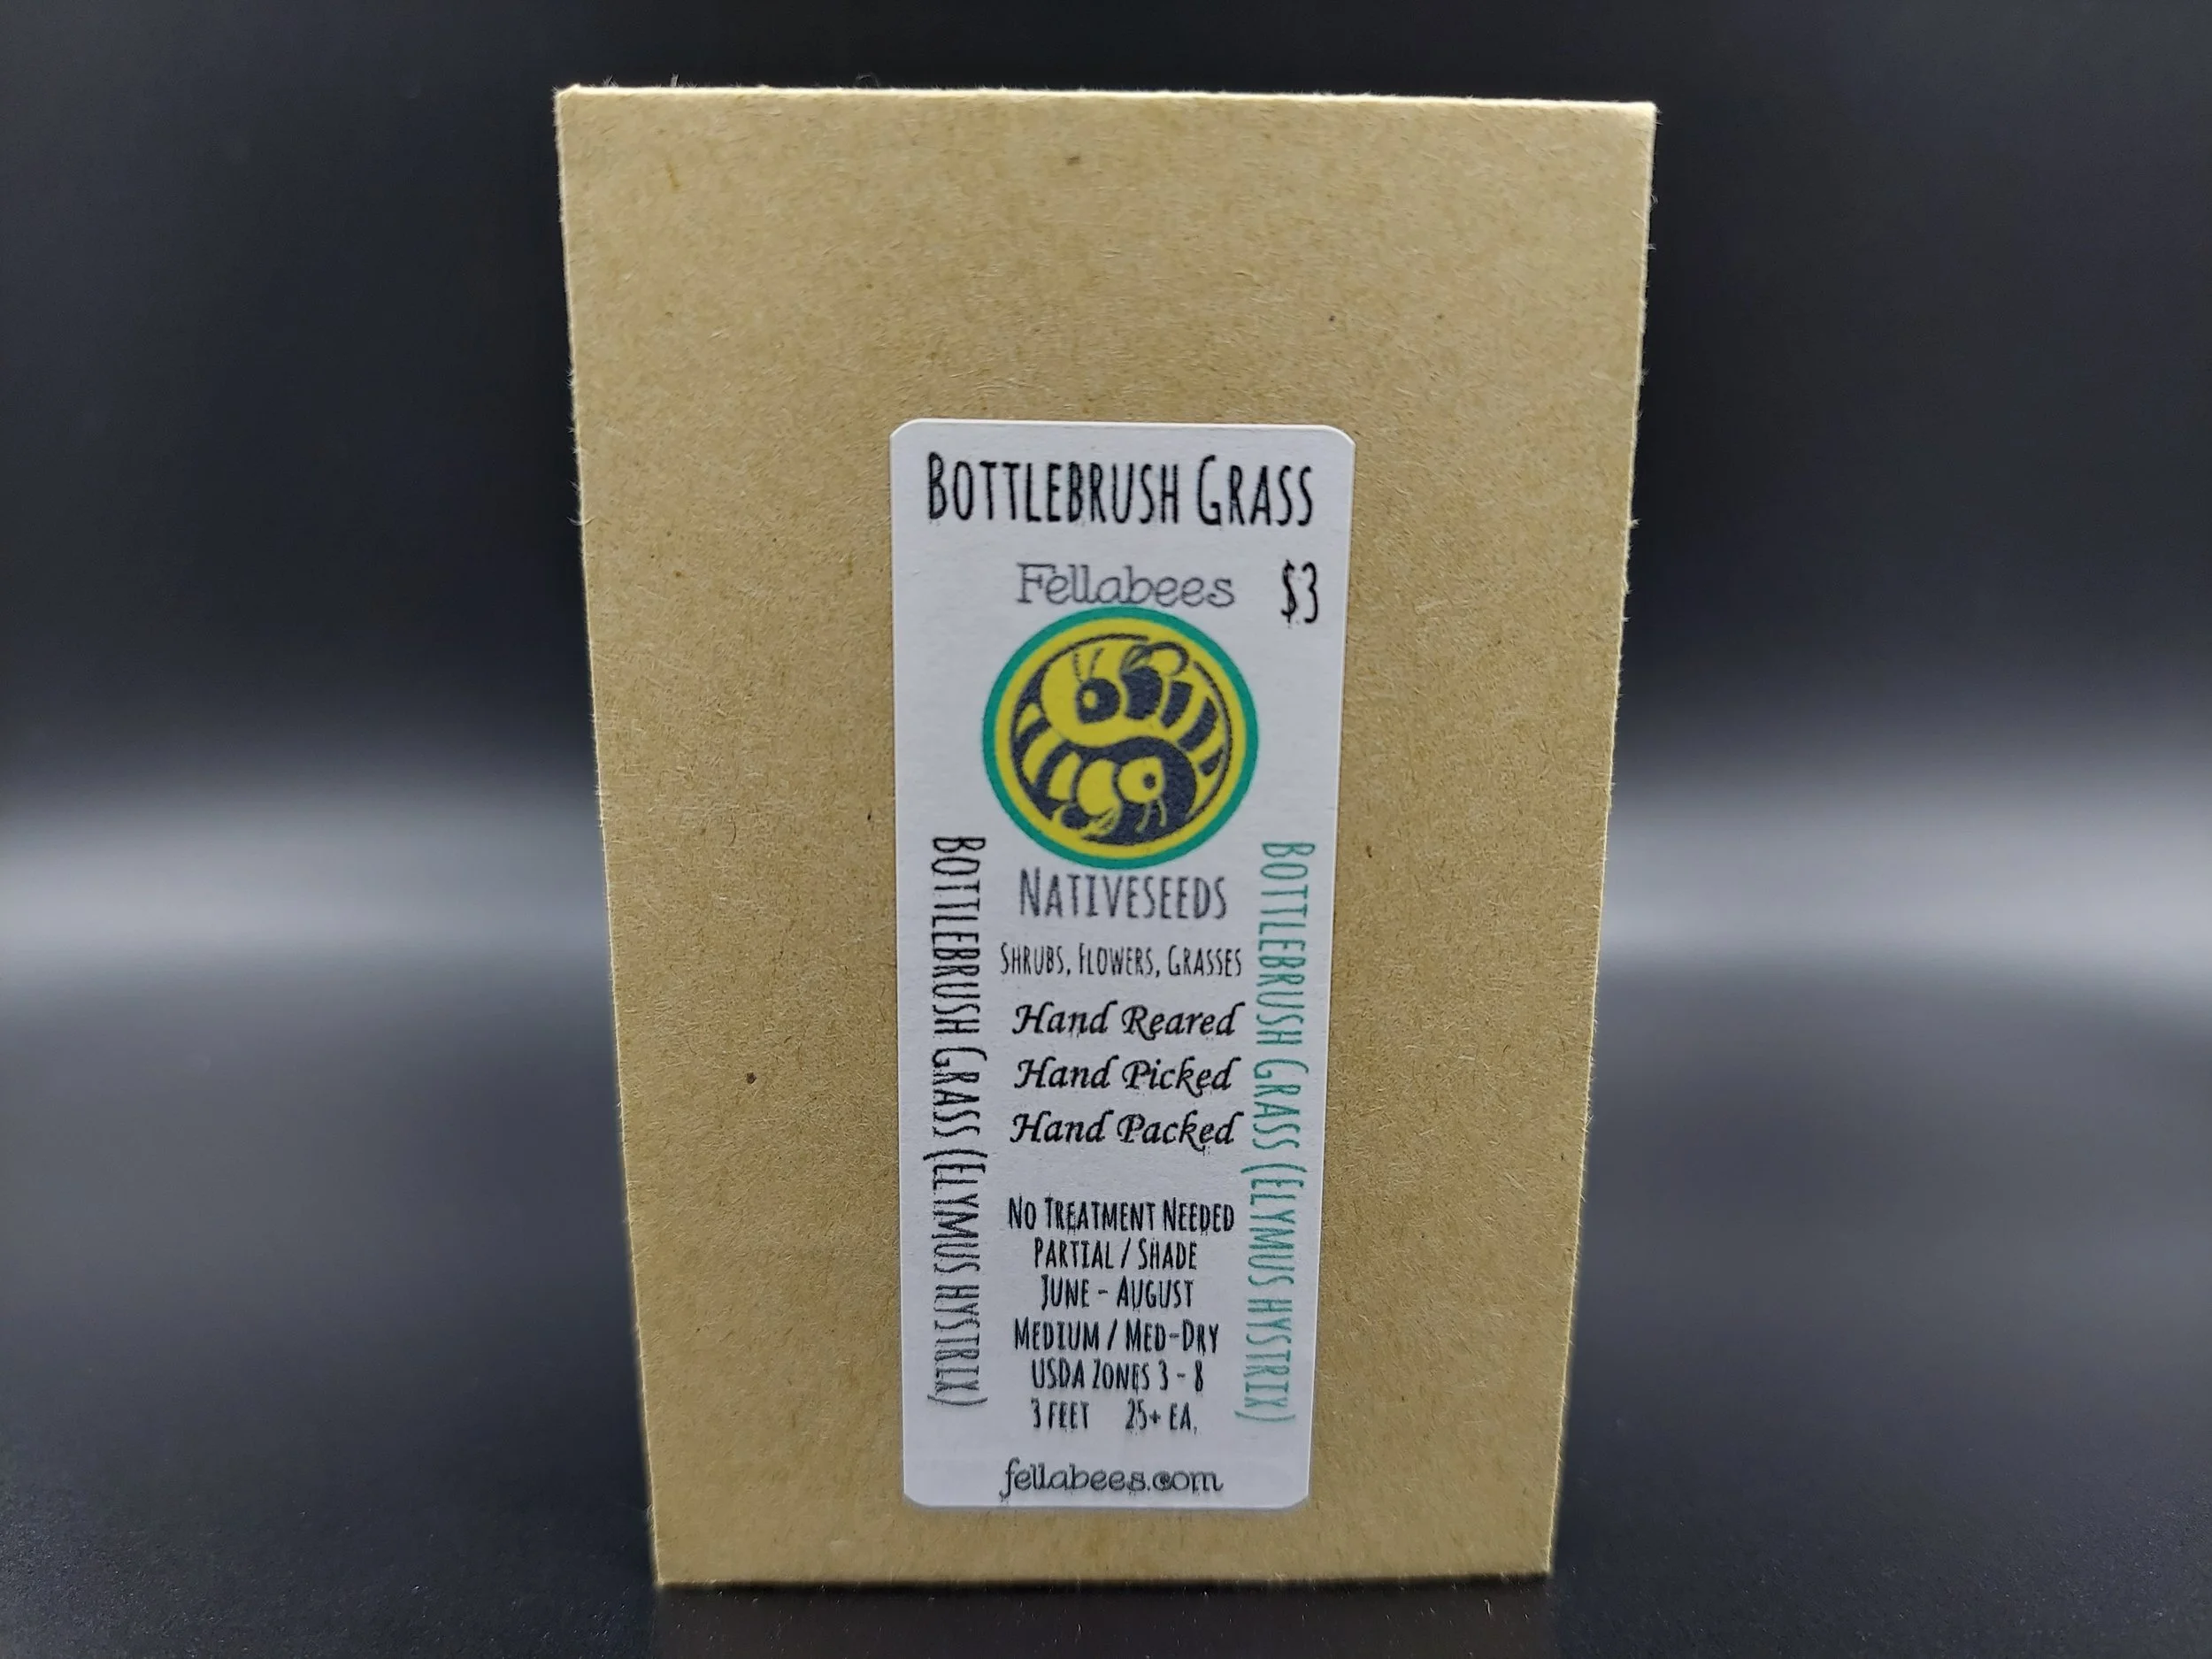 Bottlebrush Grass
Fellabees $3
Nativeseeds
Shrubs, Flowers, Grasses
Hand Reared
Hand Picked
Hand Packed
Bottlebrush Grass (Elymus hystrix)
Bottlebrush Grass (Elymus hystrix)
No Treatment Needed
Partial / Shade
June - August
Medium / Med-Dry
USDA Zones 3 - 8
3 feet 25+ ea.
fellabees.com